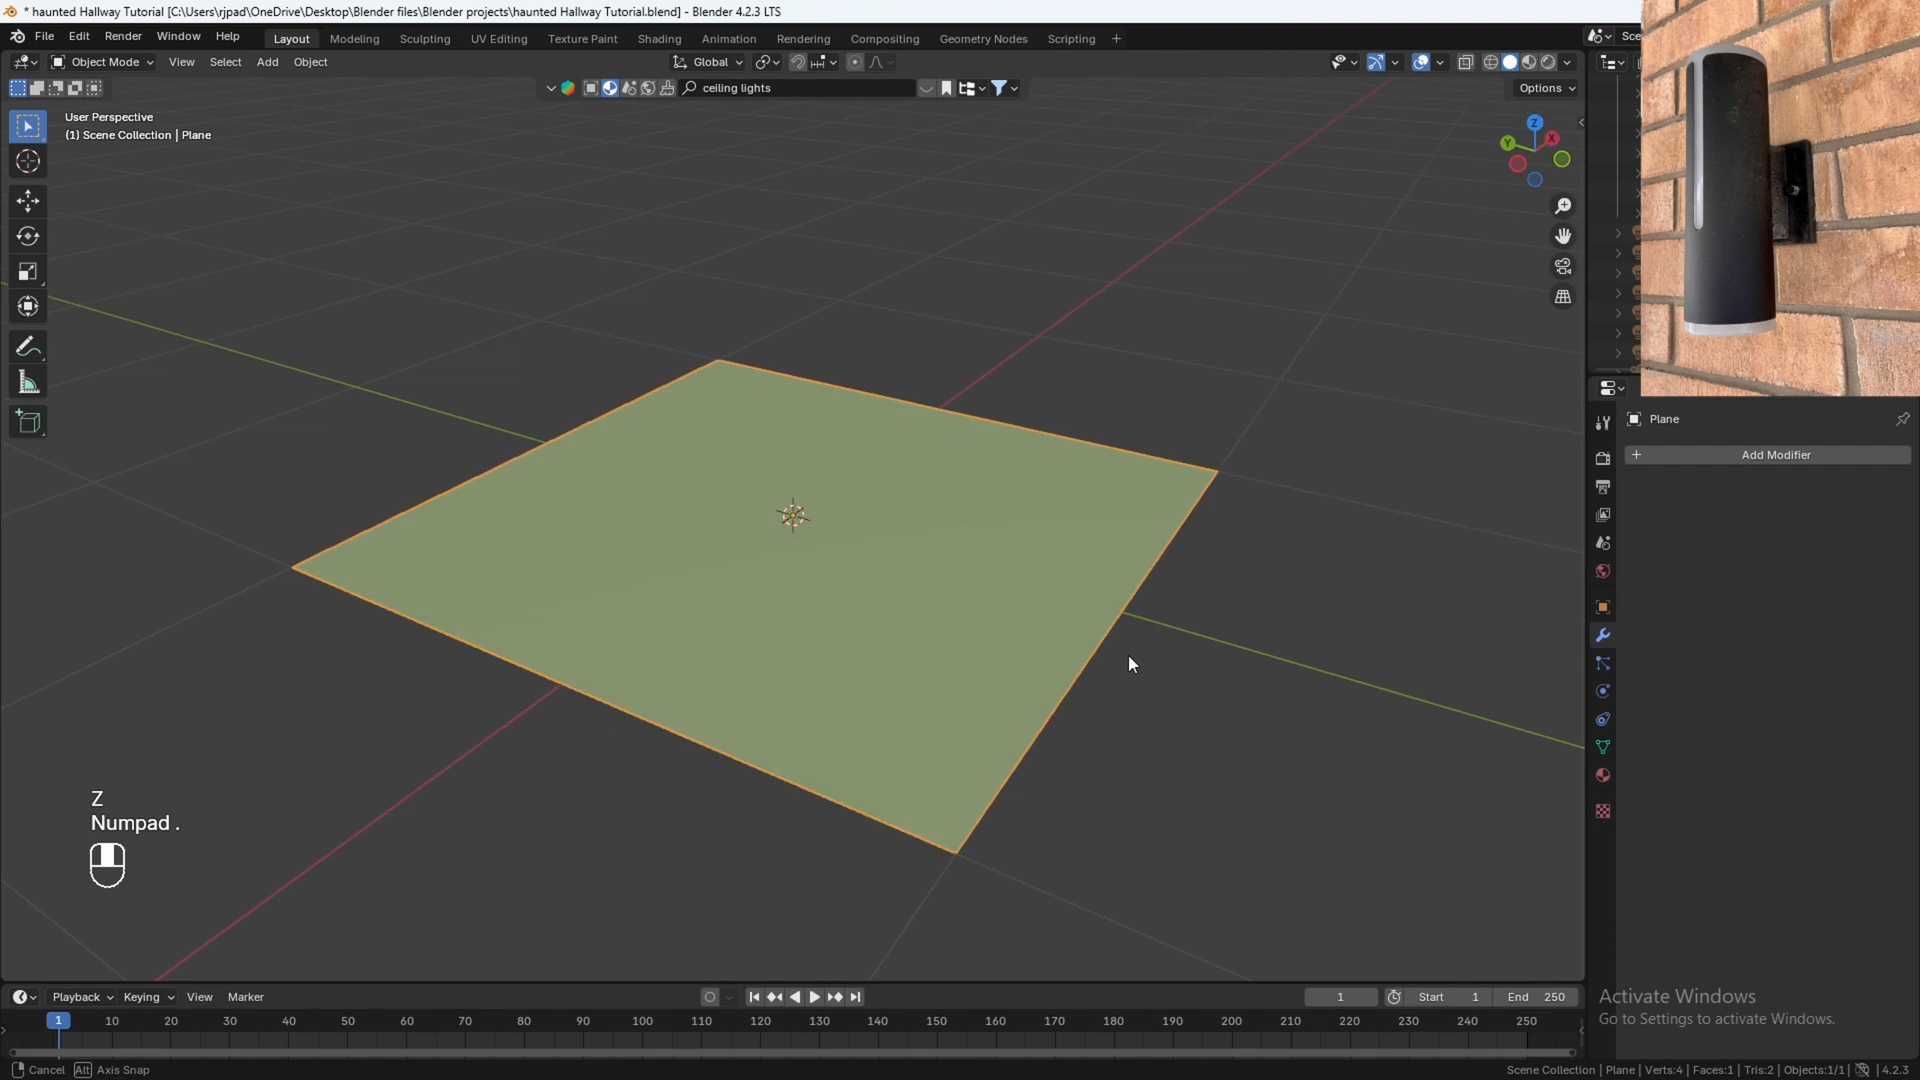 * haunted Hallway Tutorial [C:\Users\rjpad\OneDrive\Desktop\Blender files\Blender projects\haunted Hallway Tutorial.blend] - Blender 4.2.3 LTS
File Edit Render Window Help Layout Modeling Sculpting UV Editing Texture Paint Shading Animation Rendering Compositing Geometry Nodes Scripting + Sce
Object Mode View Select Add Object Global
ceiling lights Options
User Perspective
(1) Scene Collection | Plane
Z
X
Y
Plane
+ Add Modifier
Z
Numpad .
Playback Keying View Marker 1 Start 1 End 250
1 10 20 30 40 50 60 70 80 90 100 110 120 130 140 150 160 170 180 190 200 210 220 230 240 250
Activate Windows
Go to Settings to activate Windows.
Cancel Alt Axis Snap Scene Collection | Plane | Verts:4 | Faces:1 | Tris:2 | Objects:1/1 | 4.2.3